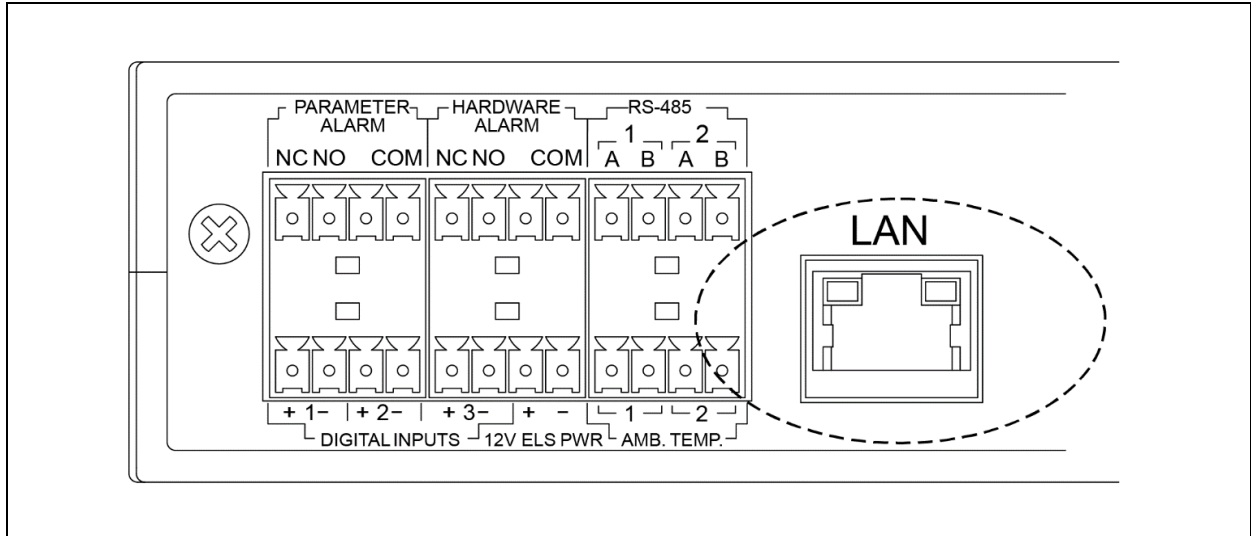 PARAMETER ALARM
HARDWARE ALARM
RS-485
1 2
NC NO COM NC NO COM A B A B
LAN
+ 1 - + 2 - + 3 - + - 1 2
DIGITAL INPUTS 12V ELS PWR AMB. TEMP.